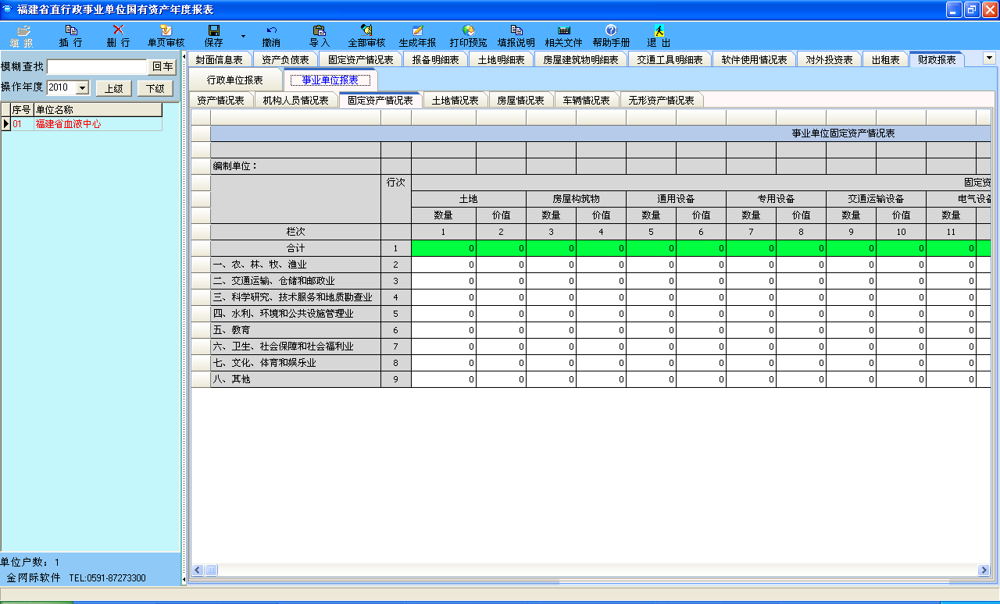 福建省直行政事业单位国有资产年度报表
填 报 插 行 删 行 单页审核 保存 撤消 导 入 全部审核 生成年报 打印预览 填报说明 相关文件 帮助手册 退 出
模糊查找 回 车
操作年度 2010 上级 下级
序号 单位名称
01 福建省血液中心
单位户数： 1
金网际软件 TEL:0591-87273300
封面信息表 资产负债表 固定资产情况表 报备明细表 土地明细表 房屋建筑物明细表 交通工具明细表 软件使用情况表 对外投资表 出租表 财政报表
行政单位报表 事业单位报表
资产情况表 机构人员情况表 固定资产情况表 土地情况表 房屋情况表 车辆情况表 无形资产情况表
事业单位固定资产情况表
编制单位：
行次 固定资
土地 房屋构筑物 通用设备 专用设备 交通运输设备 电气设备
数量 价值 数量 价值 数量 价值 数量 价值 数量 价值 数量
栏次 1 2 3 4 5 6 7 8 9 10 11
合计 1 0 0 0 0 0 0 0 0 0 0 0
一、农、林、牧、渔业 2 0 0 0 0 0 0 0 0 0 0 0
二、交通运输、仓储和邮政业 3 0 0 0 0 0 0 0 0 0 0 0
三、科学研究、技术服务和地质勘查业 4 0 0 0 0 0 0 0 0 0 0 0
四、水利、环境和公共设施管理业 5 0 0 0 0 0 0 0 0 0 0 0
五、教育 6 0 0 0 0 0 0 0 0 0 0 0
六、卫生、社会保障和社会福利业 7 0 0 0 0 0 0 0 0 0 0 0
七、文化、体育和娱乐业 8 0 0 0 0 0 0 0 0 0 0 0
八、其他 9 0 0 0 0 0 0 0 0 0 0 0